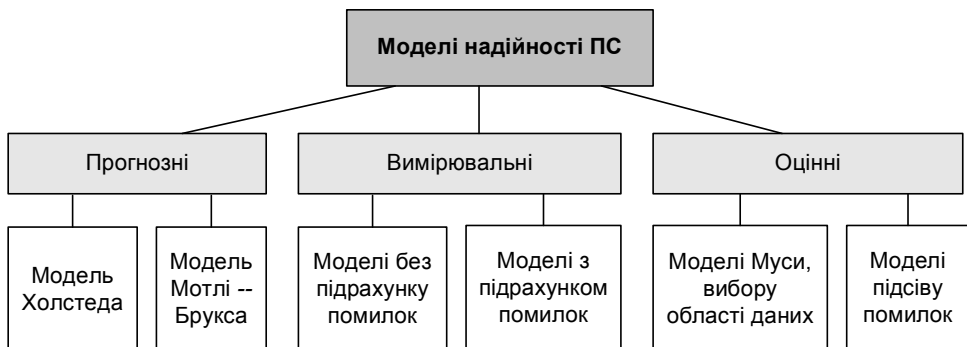 Моделі надійності ПС
Прогнозні
Вимірювальні
Оцінні
Модель
Холстеда
Модель
Мотлі --
Брукса
Моделі без
підрахунку
помилок
Моделі з
підрахунком
помилок
Моделі Муси,
вибору
області даних
Моделі
підсіву
помилок